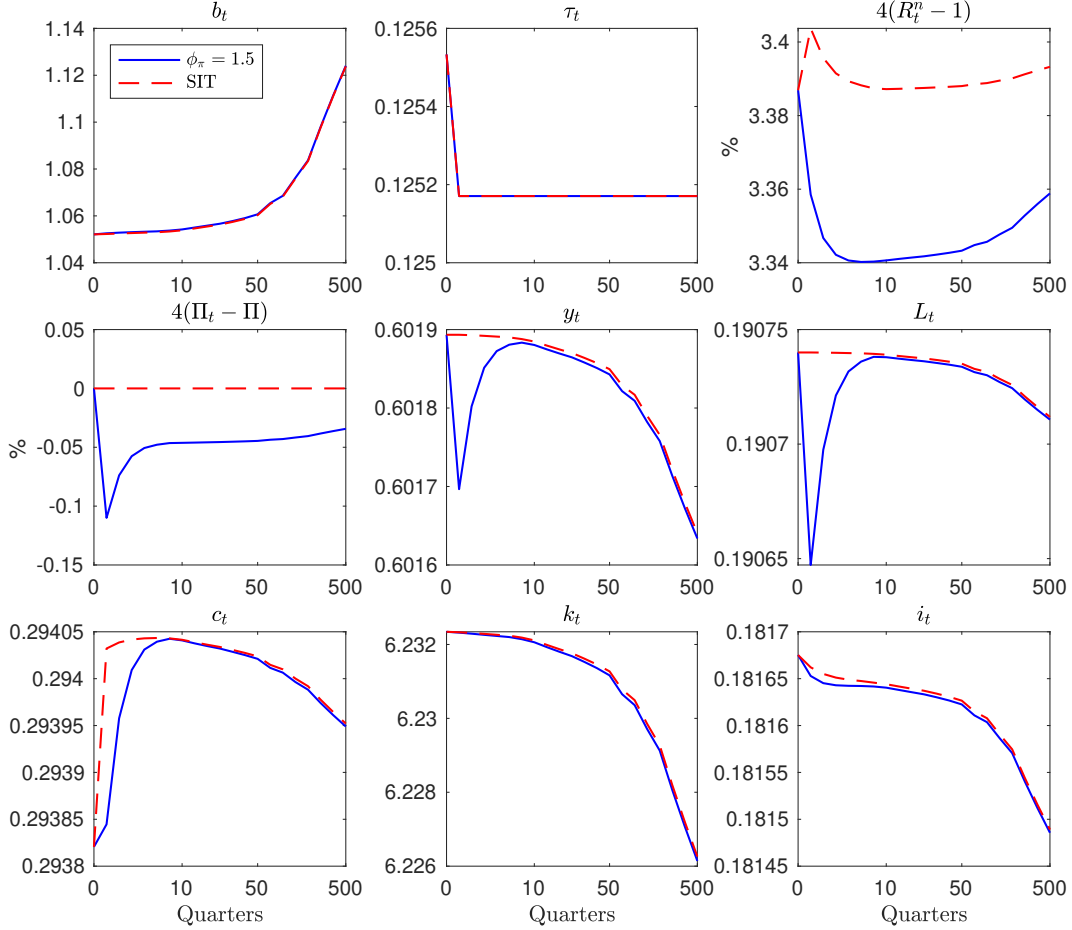 b_t
τ_t
4(R_t^n − 1)
1.14
1.12
1.1
1.08
1.06
1.04
ϕ_π = 1.5
SIT
0 10 50 500
0.1256
0.1254
0.1252
0.125
0 10 50 500
%
3.4
3.38
3.36
3.34
0 10 50 500
4(Π_t − Π)
y_t
L_t
%
0.05
0
-0.05
-0.1
-0.15
0 10 50 500
0.6019
0.6018
0.6017
0.6016
0 10 50 500
0.19075
0.1907
0.19065
0 10 50 500
c_t
k_t
i_t
0.29405
0.294
0.29395
0.2939
0.29385
0.2938
0 10 50 500
Quarters
6.232
6.23
6.228
6.226
0 10 50 500
Quarters
0.1817
0.18165
0.1816
0.18155
0.1815
0.18145
0 10 50 500
Quarters